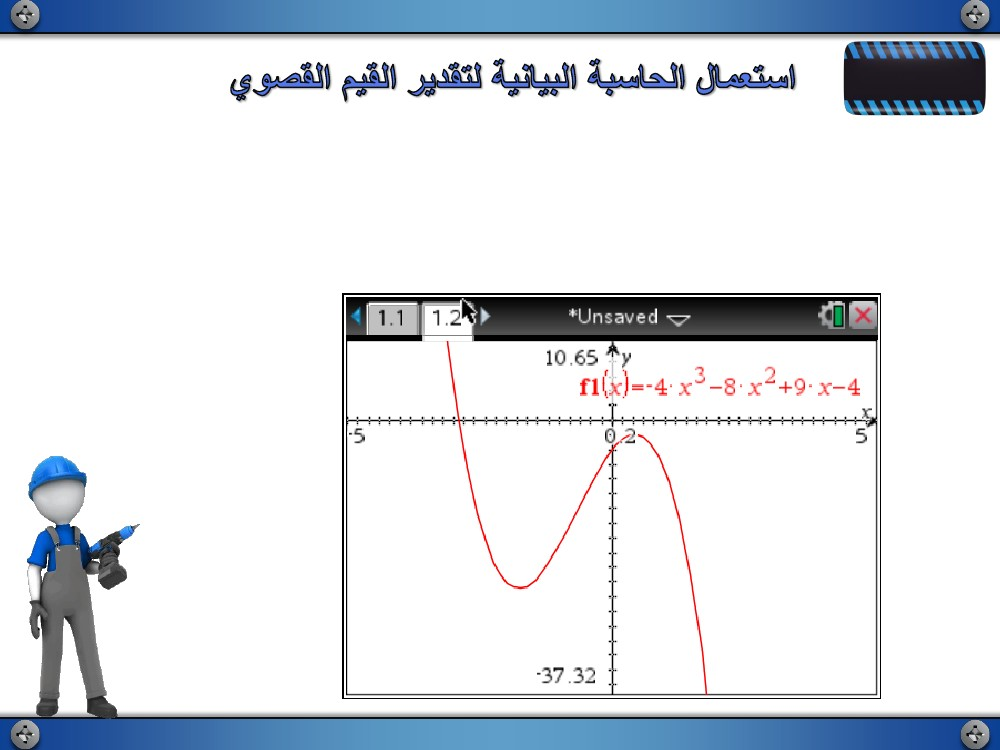 استعمال الحاسبة البيانية لتقدير القيم القصوي
1.1 1.2 *Unsaved
10.65 y
f1(x)=-4·x³-8·x²+9·x-4
x
-5 0.2 5
-37.32